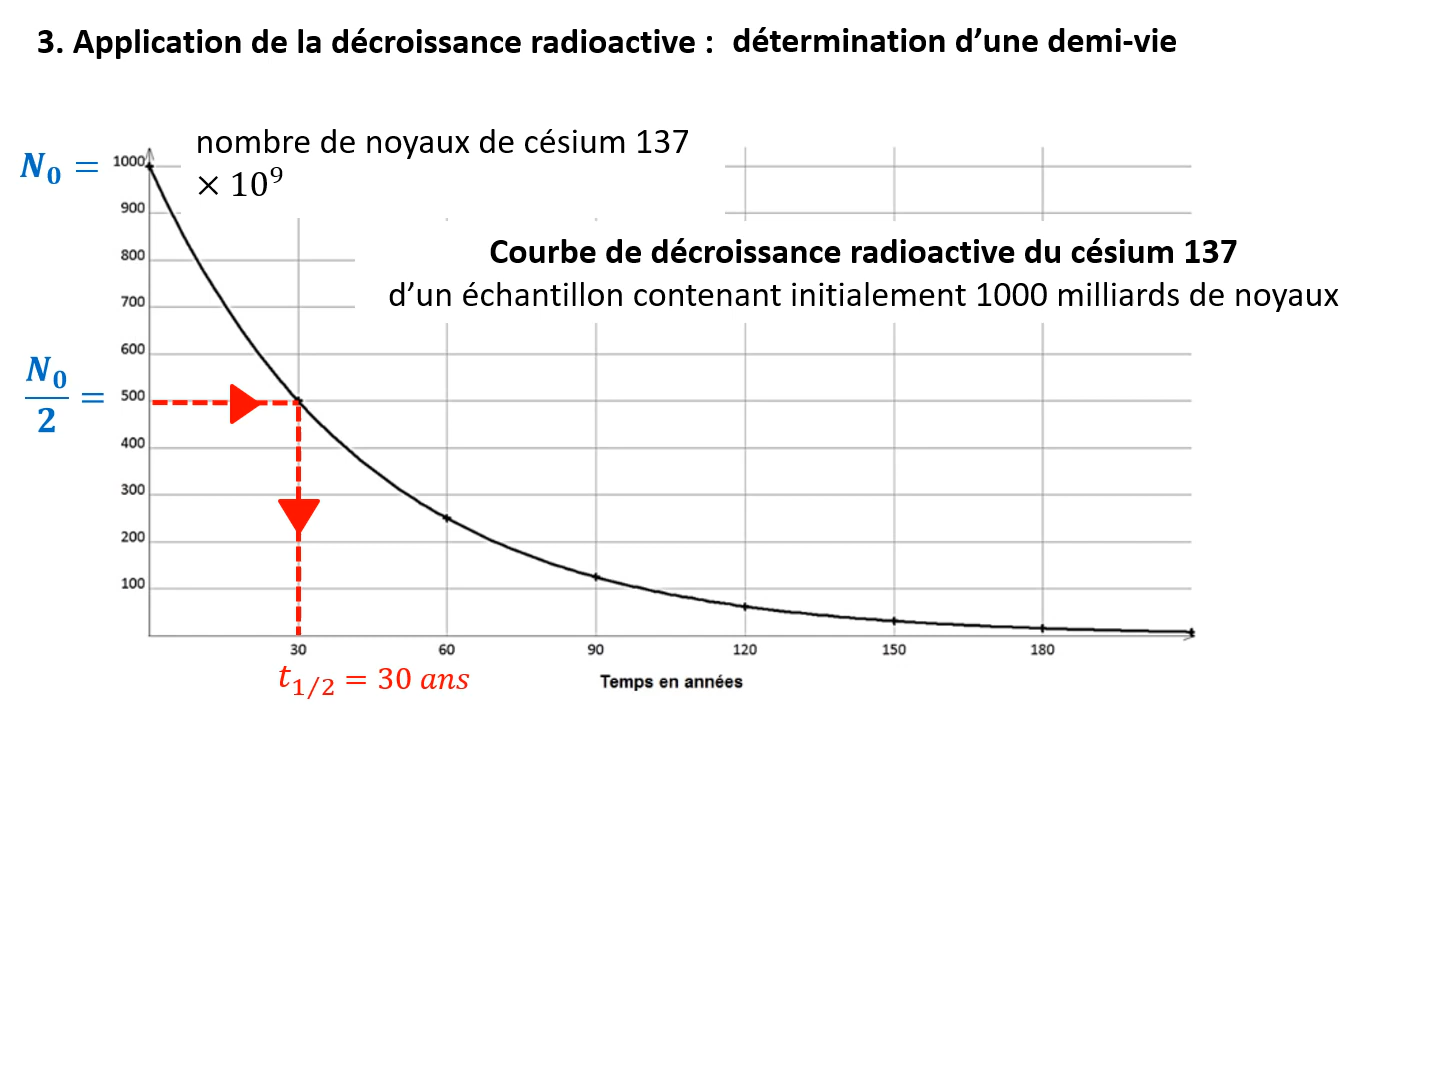 3. Application de la décroissance radioactive : détermination d’une demi-vie
nombre de noyaux de césium 137
× 10⁹
N₀ =
1000
900
Courbe de décroissance radioactive du césium 137
800
d’un échantillon contenant initialement 1000 milliards de noyaux
700
600
N₀/2 =
500
400
300
200
100
30 60 90 120 150 180
t₁/₂ = 30 ans
Temps en années